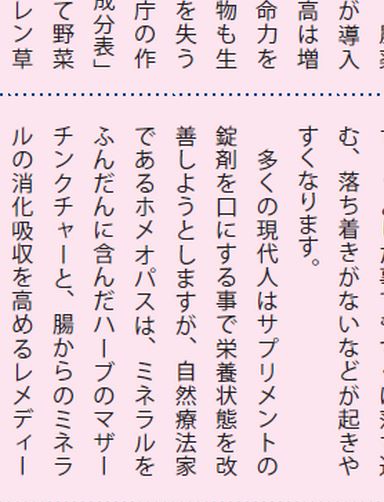 が導入
高は増
命力を
物も生
を失う
庁の作
成分表」
て野菜
レン草
む、落ち着きがないなどが起きや
すくなります。
多くの現代人はサプリメントの
錠剤を口にする事で栄養状態を改
善しようとしますが、自然療法家
であるホメオパスは、ミネラルを
ふんだんに含んだハーブのマザー
チンクチャーと、腸からのミネラ
ルの消化吸収を高めるレメディー